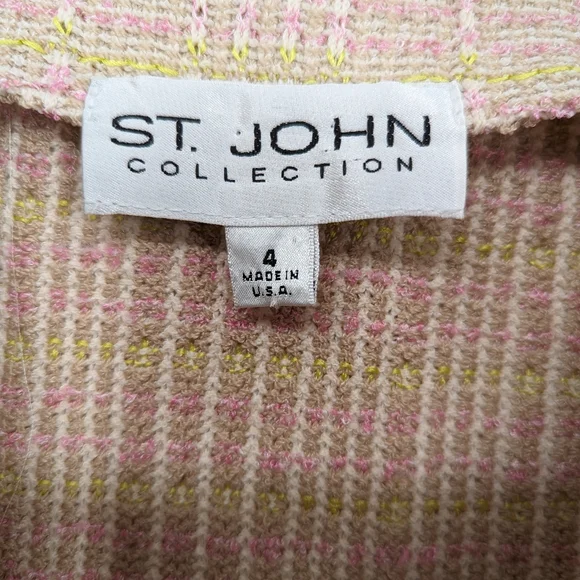 ST. JOHN
COLLECTION
4
MADE IN
U.S.A.